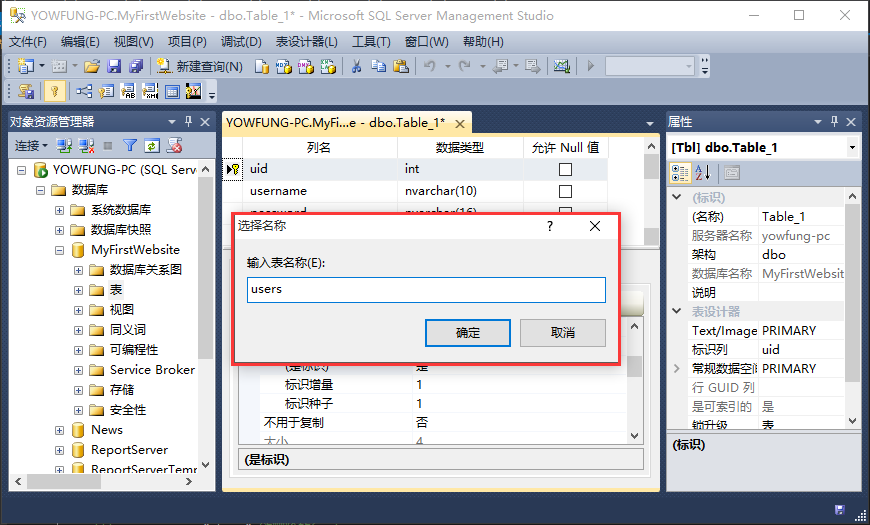 YOWFUNG-PC.MyFirstWebsite - dbo.Table_1* - Microsoft SQL Server Management Studio
文件(F) 编辑(E) 视图(V) 项目(P) 调试(D) 表设计器(L) 工具(T) 窗口(W) 帮助(H)
新建查询(N)
对象资源管理器
连接
YOWFUNG-PC (SQL Serve
数据库
系统数据库
数据库快照
MyFirstWebsite
数据库关系图
表
视图
同义词
可编程性
Service Broker
存储
安全性
News
ReportServer
ReportServerTemp
YOWFUNG-PC.MyFi...e - dbo.Table_1*
列名 数据类型 允许 Null 值
uid int
username nvarchar(10)
password nvarchar(16)
选择名称
输入表名称(E):
users
确定 取消
(是标识) 是
标识增量 1
标识种子 1
不用于复制 否
大小 4
(是标识)
属性
[Tbl] dbo.Table_1
(标识)
(名称) Table_1
服务器名称 yowfung-pc
架构 dbo
数据库名称 MyFirstWebsit
说明
表设计器
Text/Image PRIMARY
标识列 uid
常规数据空间 PRIMARY
行 GUID 列
是可索引的 是
锁升级 表
(标识)